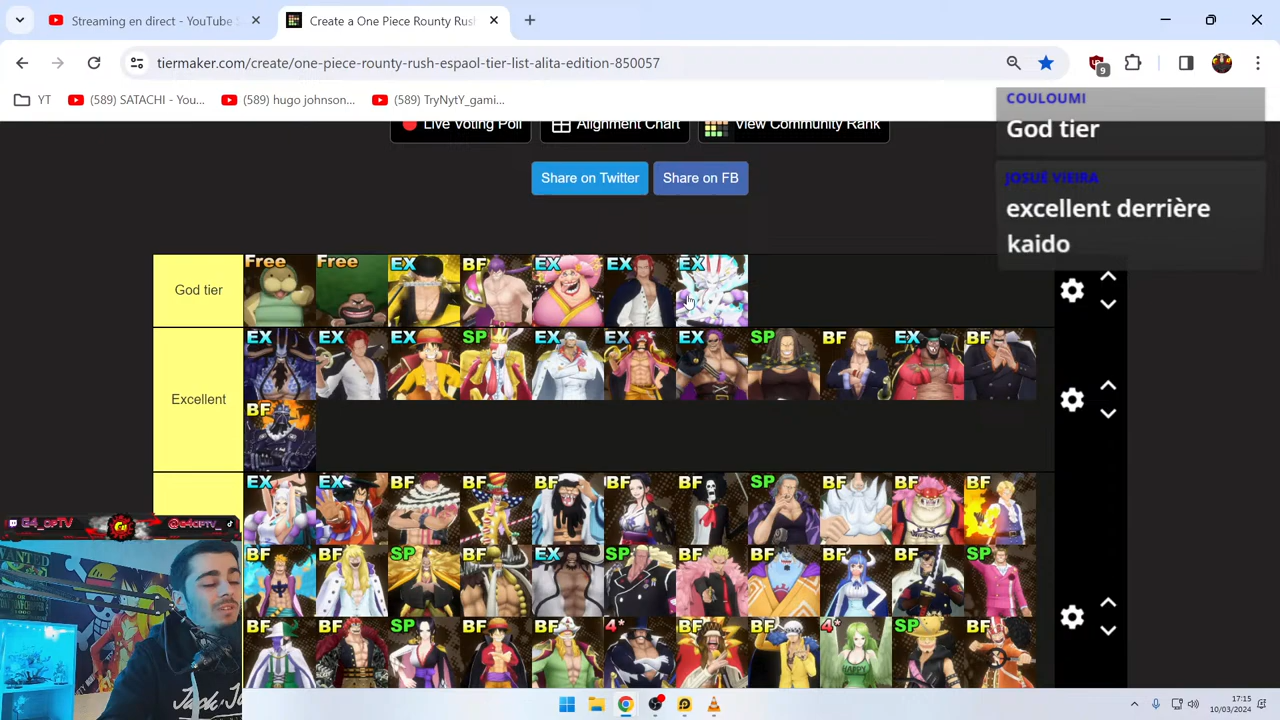 Streaming en direct - YouTube S
Create a One Piece Rounty Rus
tiermaker.com/create/one-piece-rounty-rush-espaol-tier-list-alita-edition-850057
9
YT
(589) SATACHI - You...
(589) hugo johnson...
(589) TryNytY_gami...
COULOUMI
God tier
JOSUÉ VIEIRA
excellent derrière
kaido
Live Voting Poll
Alignment Chart
View Community Rank
Share on Twitter
Share on FB
God tier
Free Free EX BF EX EX EX
Excellent
EX EX EX SP EX EX EX SP BF EX BF
BF
EX EX BF BF BF BF BF SP BF BF BF
BF BF SP BF EX SP BF BF BF BF SP
BF BF SP BF BF 4* BF BF 4* SP BF
G4_OPTV
@G4OPTV_
WANTED
17:15
10/03/2024